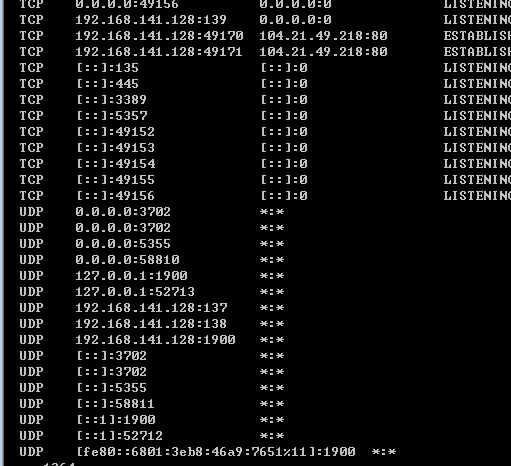 TCP 0.0.0.0:49156 0.0.0.0:0 LISTENING
TCP 192.168.141.128:139 0.0.0.0:0 LISTENING
TCP 192.168.141.128:49170 104.21.49.218:80 ESTABLISH
TCP 192.168.141.128:49171 104.21.49.218:80 ESTABLISH
TCP [::]:135 [::]:0 LISTENING
TCP [::]:445 [::]:0 LISTENING
TCP [::]:3389 [::]:0 LISTENING
TCP [::]:5357 [::]:0 LISTENING
TCP [::]:49152 [::]:0 LISTENING
TCP [::]:49153 [::]:0 LISTENING
TCP [::]:49154 [::]:0 LISTENING
TCP [::]:49155 [::]:0 LISTENING
TCP [::]:49156 [::]:0 LISTENING
UDP 0.0.0.0:3702 *:*
UDP 0.0.0.0:3702 *:*
UDP 0.0.0.0:5355 *:*
UDP 0.0.0.0:58810 *:*
UDP 127.0.0.1:1900 *:*
UDP 127.0.0.1:52713 *:*
UDP 192.168.141.128:137 *:*
UDP 192.168.141.128:138 *:*
UDP 192.168.141.128:1900 *:*
UDP [::]:3702 *:*
UDP [::]:3702 *:*
UDP [::]:5355 *:*
UDP [::]:58811 *:*
UDP [::1]:1900 *:*
UDP [::1]:52712 *:*
UDP [fe80::6801:3eb8:46a9:7651%11]:1900 *:*